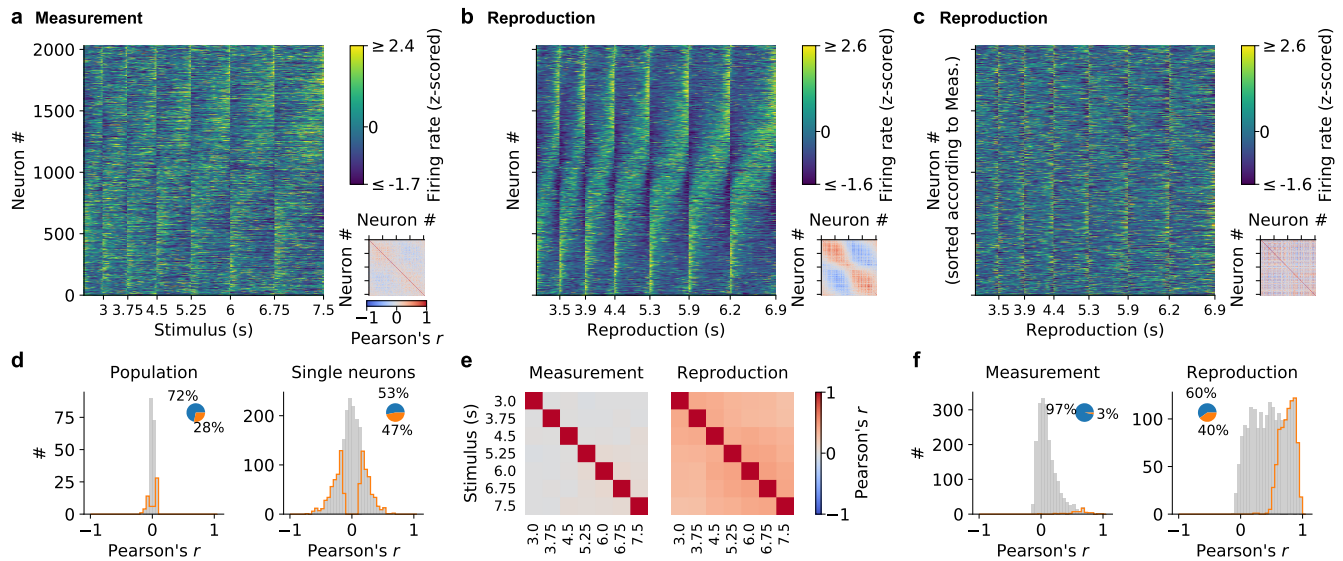 a Measurement
2000
1500
1000
500
0
Neuron #
3 3.75 4.5 5.25 6 6.75 7.5
Stimulus (s)
≥ 2.4
0
≤ -1.7
Firing rate (z-scored)
Neuron #
Neuron #
−1 0 1
Pearson's r
b Reproduction
Neuron #
3.5 3.9 4.4 5.3 5.9 6.2 6.9
Reproduction (s)
≥ 2.6
0
≤ -1.6
Firing rate (z-scored)
Neuron #
Neuron #
c Reproduction
Neuron #
(sorted according to Meas.)
3.5 3.9 4.4 5.3 5.9 6.2 6.9
Reproduction (s)
≥ 2.6
0
≤ -1.6
Firing rate (z-scored)
Neuron #
Neuron #
d
Population
72%
28%
75
50
25
0
#
−1 0 1
Pearson's r
Single neurons
53%
47%
200
100
0
−1 0 1
Pearson's r
e
Measurement Reproduction
Stimulus (s)
3.0
3.75
4.5
5.25
6.0
6.75
7.5
3.0 3.75 4.5 5.25 6.0 6.75 7.5
3.0 3.75 4.5 5.25 6.0 6.75 7.5
1
0
−1
Pearson's r
f
Measurement
97% 3%
300
200
100
0
#
−1 0 1
Pearson's r
Reproduction
60%
40%
100
50
0
−1 0 1
Pearson's r